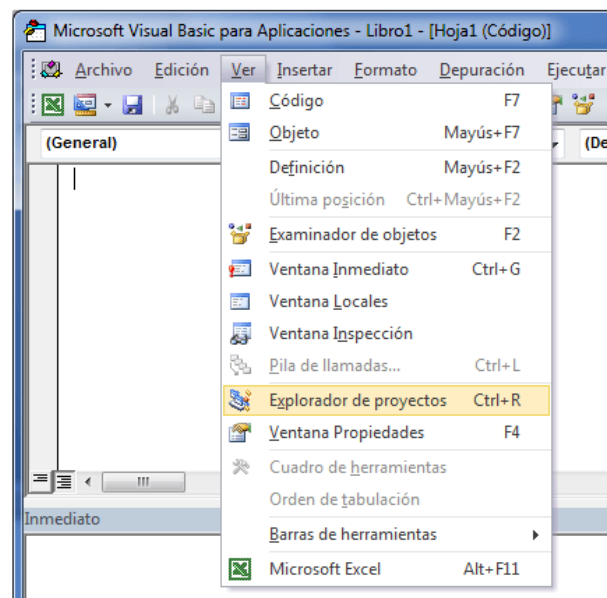 Microsoft Visual Basic para Aplicaciones - Libro1 - [Hoja1 (Código)]
Archivo Edición Ver Insertar Formato Depuración Ejecutar
(General)
(De
Código F7
Objeto Mayús+F7
Definición Mayús+F2
Última posición Ctrl+Mayús+F2
Examinador de objetos F2
Ventana Inmediato Ctrl+G
Ventana Locales
Ventana Inspección
Pila de llamadas... Ctrl+L
Explorador de proyectos Ctrl+R
Ventana Propiedades F4
Cuadro de herramientas
Orden de tabulación
Barras de herramientas
Microsoft Excel Alt+F11
Inmediato